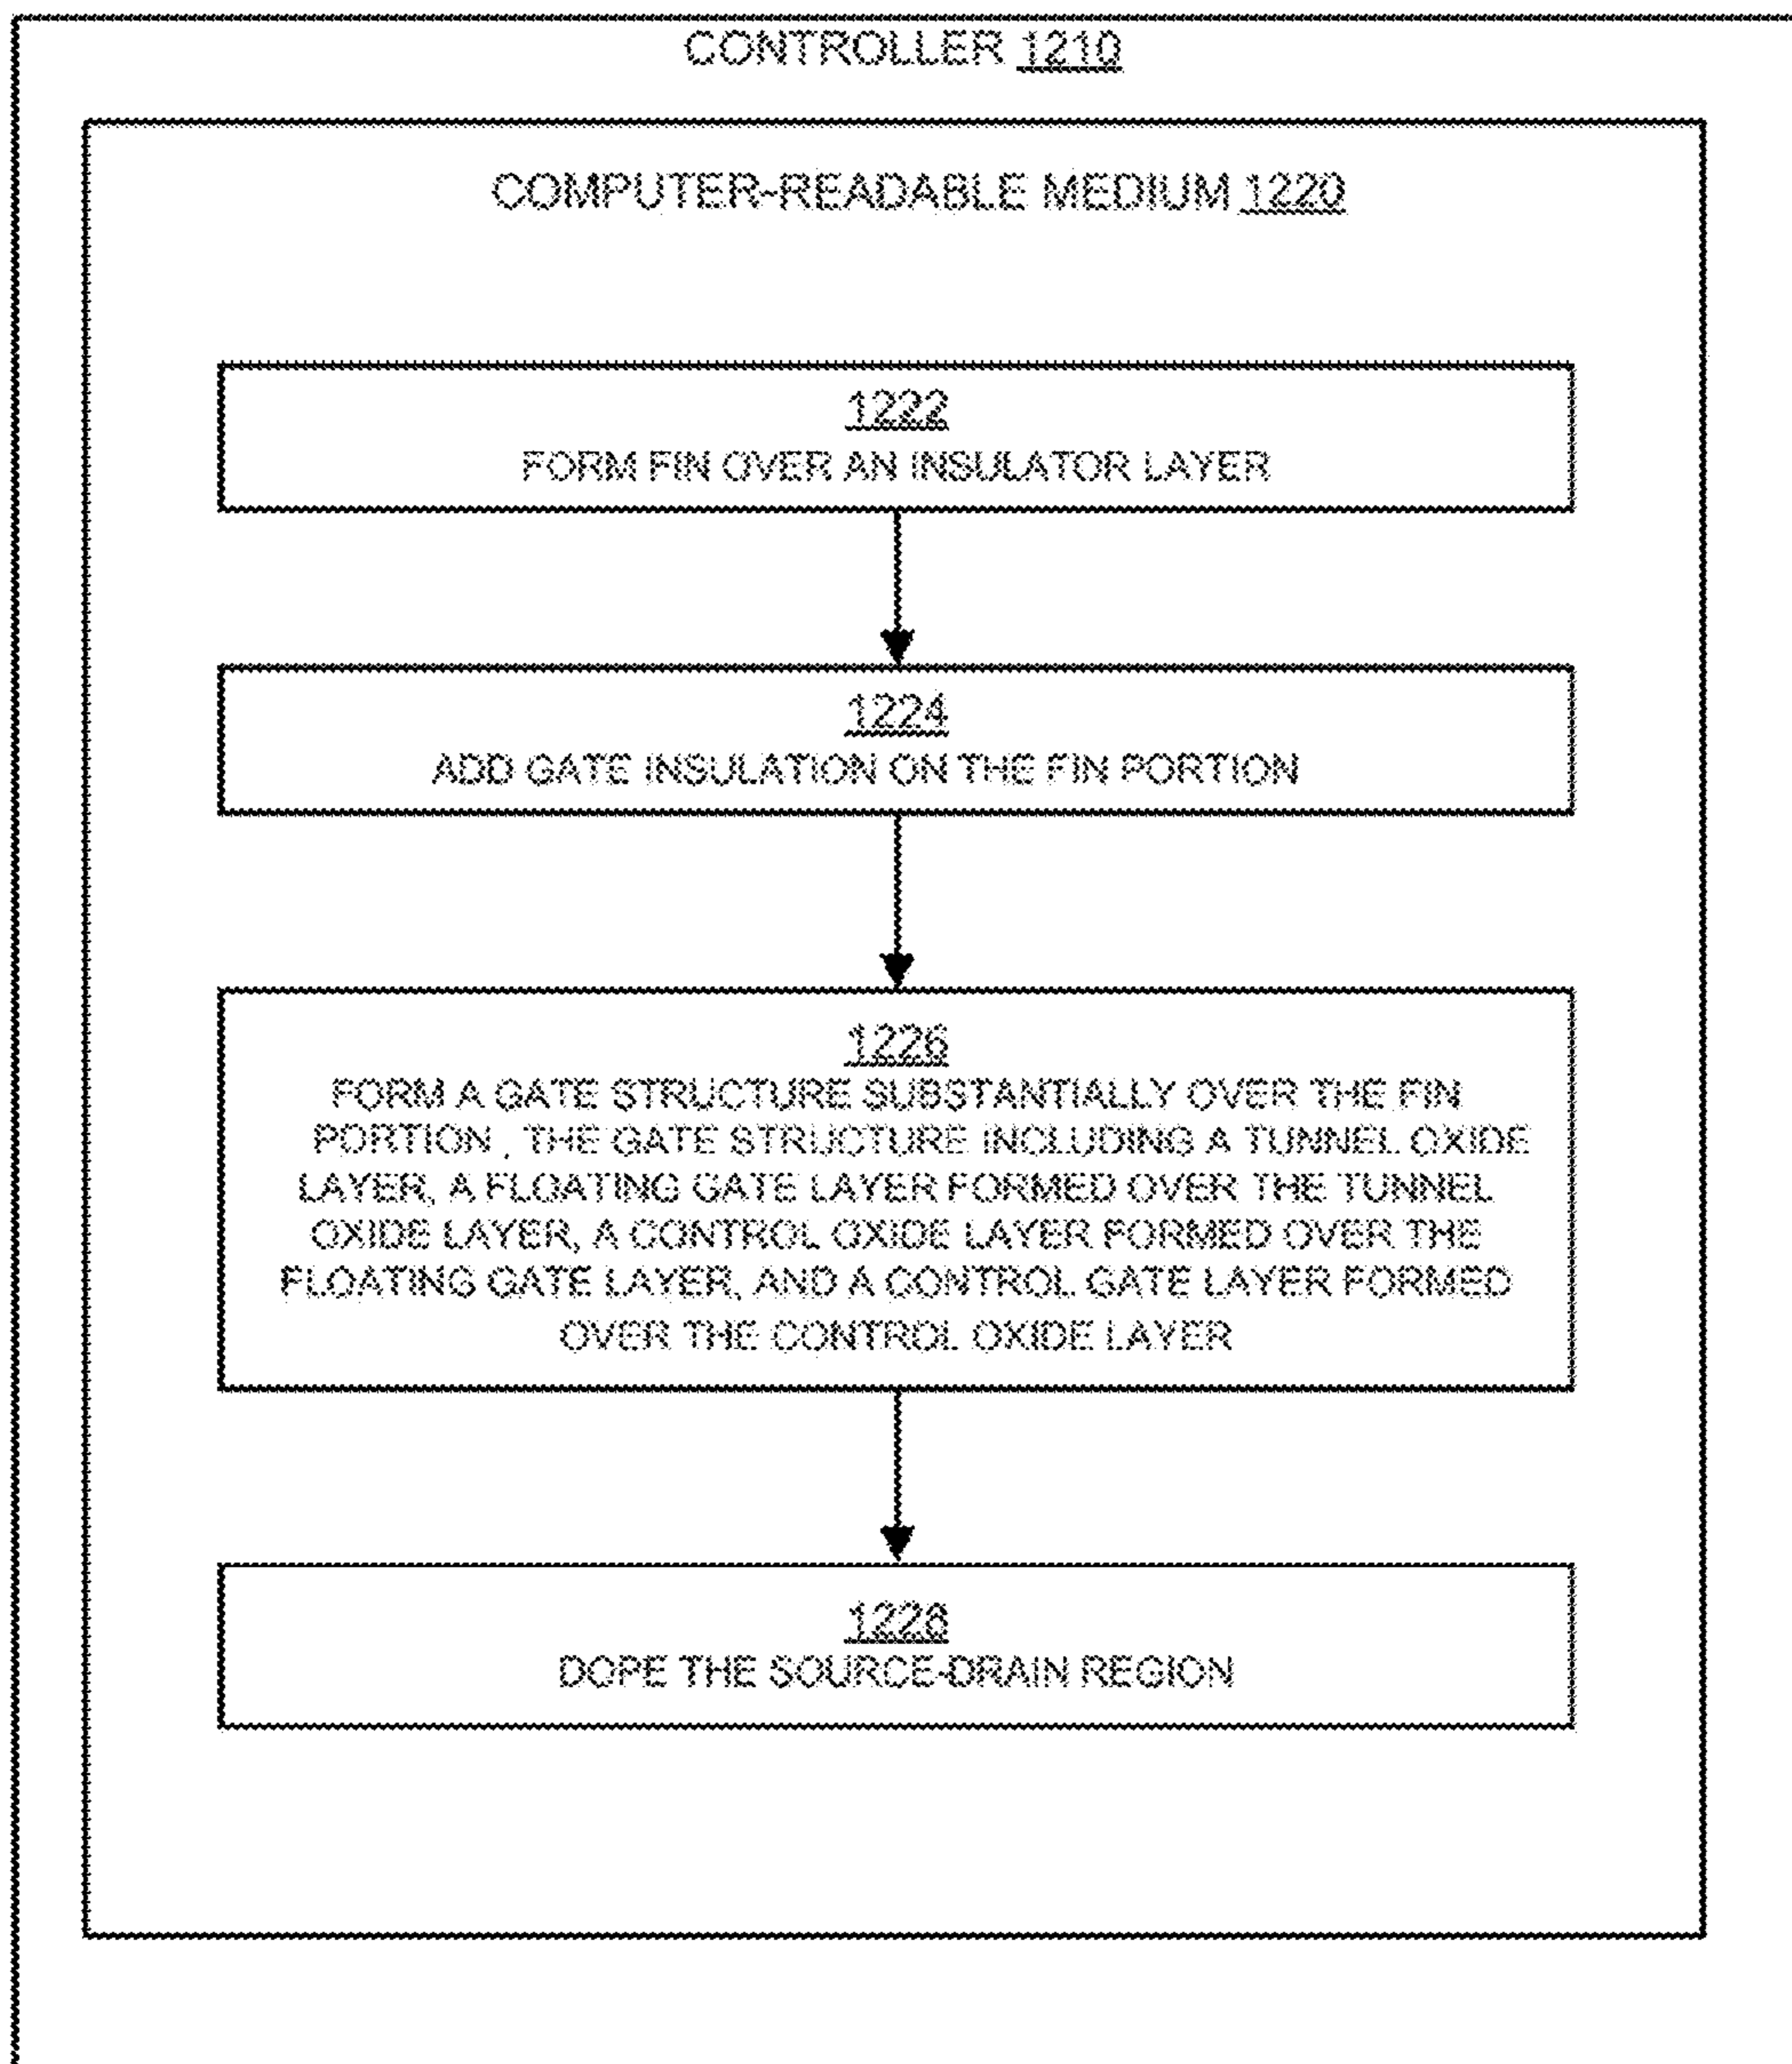 CONTROLLER 1210
COMPUTER-READABLE MEDIUM 1220
1222
FORM FIN OVER AN INSULATOR LAYER
1224
ADD GATE INSULATION ON THE FIN PORTION
1226
FORM A GATE STRUCTURE SUBSTANTIALLY OVER THE FIN
PORTION , THE GATE STRUCTURE INCLUDING A TUNNEL OXIDE
LAYER, A FLOATING GATE LAYER FORMED OVER THE TUNNEL
OXIDE LAYER, A CONTROL OXIDE LAYER FORMED OVER THE
FLOATING GATE LAYER, AND A CONTROL GATE LAYER FORMED
OVER THE CONTROL OXIDE LAYER
1228
DOPE THE SOURCE-DRAIN REGION